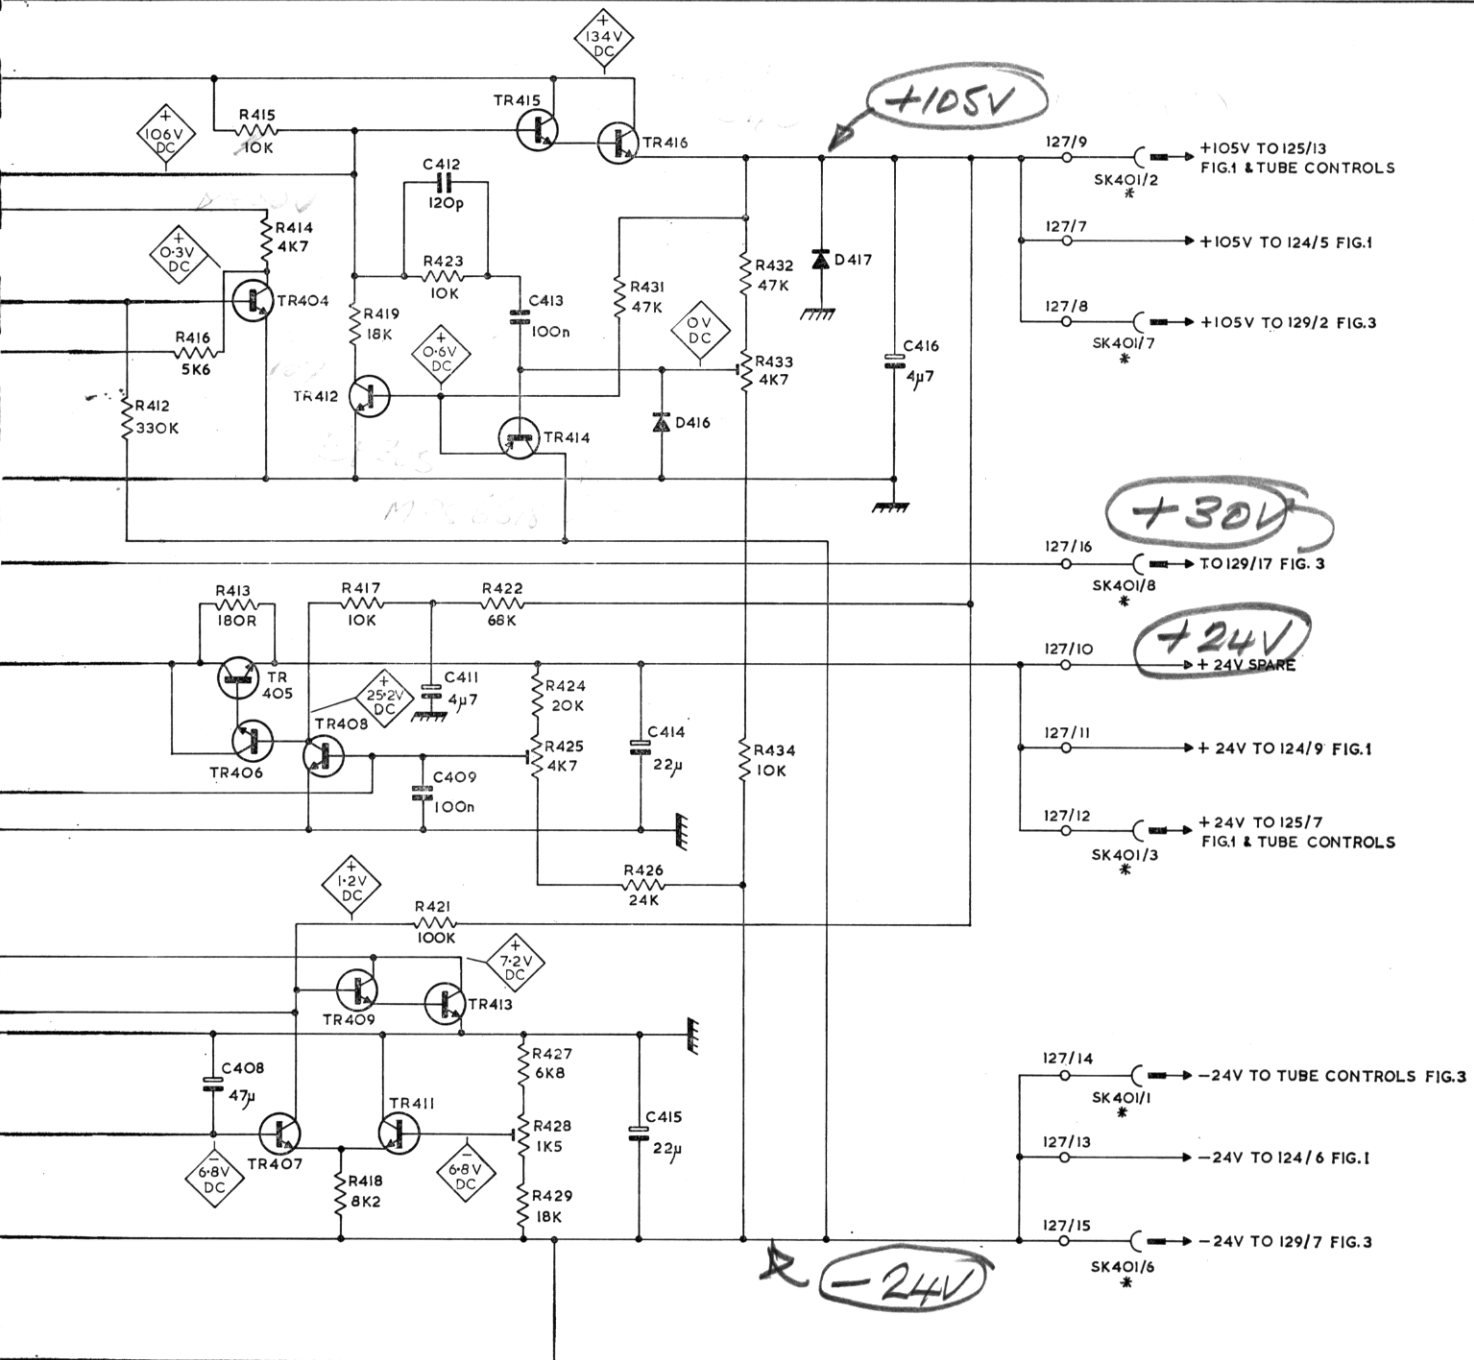 +
134V
DC
TR415
+105V
R415
10K
+
106V
DC
TR416
127/9
+105V TO 125/13
FIG.1 & TUBE CONTROLS
SK401/2
*
C412
120p
R414
4K7
127/7
+105V TO 124/5 FIG.1
+
0·3V
DC
R423
10K
R432
47K
D417
TR404
R431
47K
C413
100n
R419
18K
127/8
+105V TO 129/2 FIG.3
SK401/7
*
0V
DC
R416
5K6
+
0·6V
DC
R433
4K7
C416
4µ7
TR412
R412
330K
D416
TR414
+30V
127/16
TO 129/17 FIG. 3
SK401/8
*
R413
180R
R417
10K
R422
68K
+24V
127/10
+ 24V SPARE
TR
405
+
25·2V
DC
C411
4µ7
R424
20K
TR408
C414
22µ
R425
4K7
127/11
+ 24V TO 124/9 FIG.1
R434
10K
TR406
C409
100n
127/12
+ 24V TO 125/7
FIG.1 & TUBE CONTROLS
SK401/3
*
R426
24K
+
1·2V
DC
R421
100K
+
7·2V
DC
TR409
TR413
R427
6K8
C408
47µ
127/14
-24V TO TUBE CONTROLS FIG.3
SK401/1
*
TR411
C415
22µ
R428
1K5
127/13
-24V TO 124/6 FIG.1
TR407
-
6·8V
DC
-
6·8V
DC
R418
8K2
R429
18K
127/15
-24V TO 129/7 FIG.3
SK401/6
*
-24V